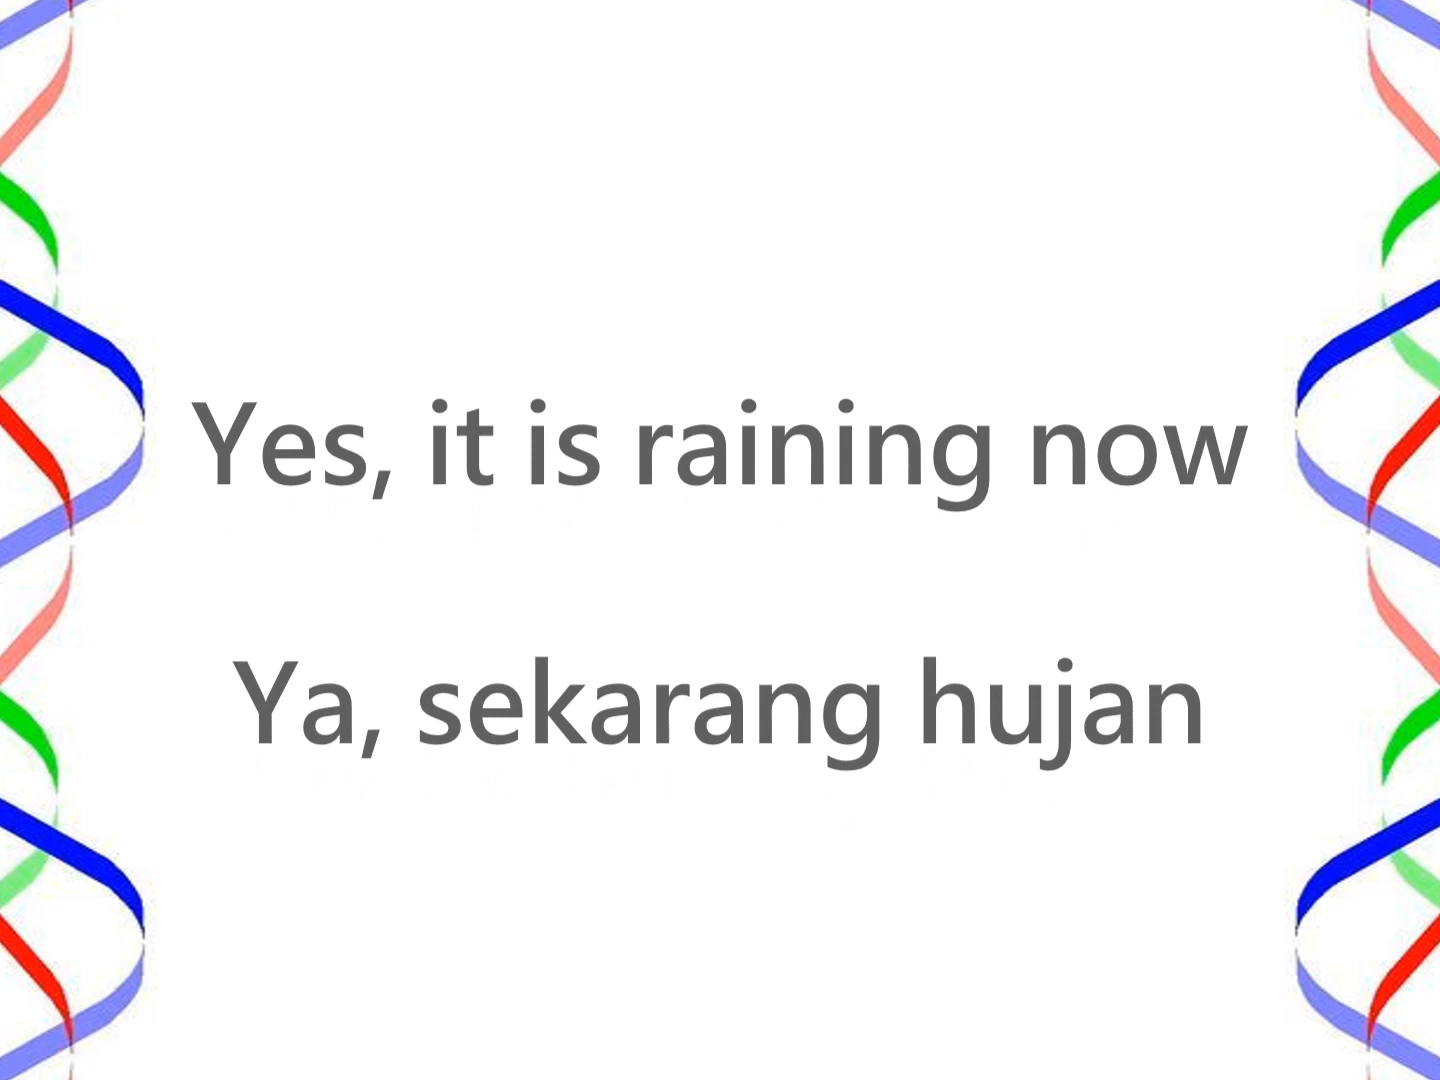 Yes, it is raining now
Ya, sekarang hujan